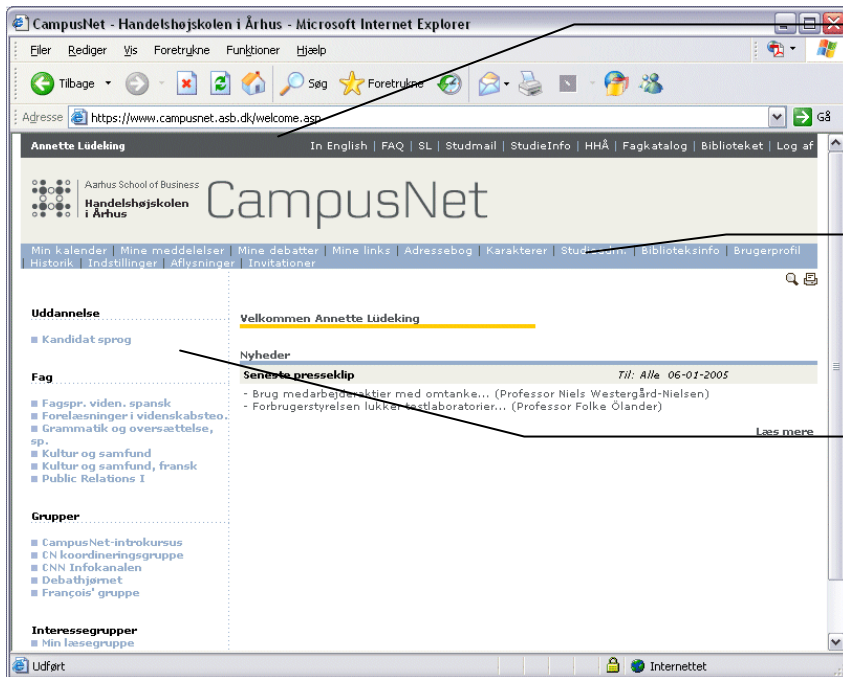 CampusNet - Handelshøjskolen i Århus - Microsoft Internet Explorer
Filer Rediger Vis Foretrukne Funktioner Hjælp
Tilbage Søg Foretrukne
Adresse https://www.campusnet.asb.dk/welcome.asp Gå
Annette Lüdeking In English | FAQ | SL | Studmail | StudieInfo | HHÅ | Fagkatalog | Biblioteket | Log af
Aarhus School of Business
Handelshøjskolen
i Århus
CampusNet
Min kalender | Mine meddelelser | Mine debatter | Mine links | Adressebog | Karakterer | Studieadm. | Biblioteksinfo | Brugerprofil
| Historik | Indstillinger | Aflysninger | Invitationer
Uddannelse
Kandidat sprog
Fag
Fagspr. viden. spansk
Forelæsninger i videnskabsteo.
Grammatik og oversættelse,
sp.
Kultur og samfund
Kultur og samfund, fransk
Public Relations I
Grupper
CampusNet-introkursus
CN koordineringsgruppe
CNN Infokanalen
Debathjørnet
François' gruppe
Interessegrupper
Min læsegruppe
Velkommen Annette Lüdeking
Nyheder
Seneste presseklip Til: Alle 06-01-2005
- Brug medarbejderaktier med omtanke... (Professor Niels Westergård-Nielsen)
- Forbrugerstyrelsen lukker testlaboratorier... (Professor Folke Ölander)
Læs mere
Udført Internettet